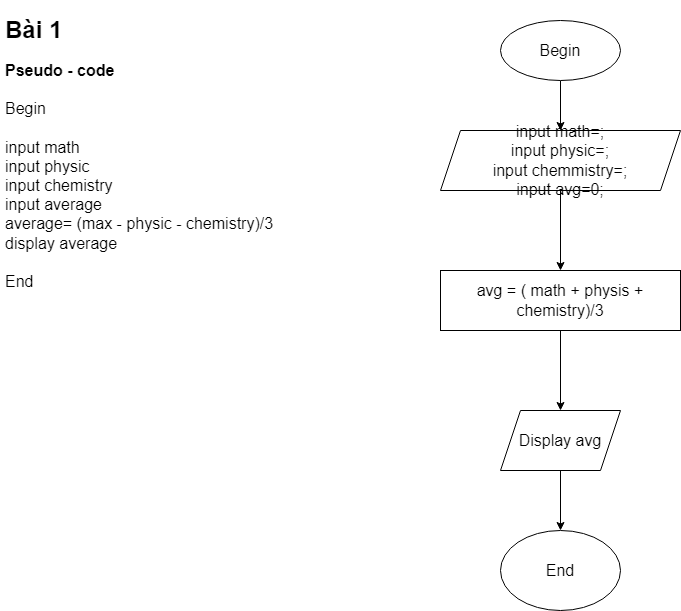 Bài 1
Pseudo - code
Begin
input math
input physic
input chemistry
input average
average= (max - physic - chemistry)/3
display average
End
Begin
input math=;
input physic=;
input chemmistry=;
input avg=0;
avg = ( math + physis +
chemistry)/3
Display avg
End